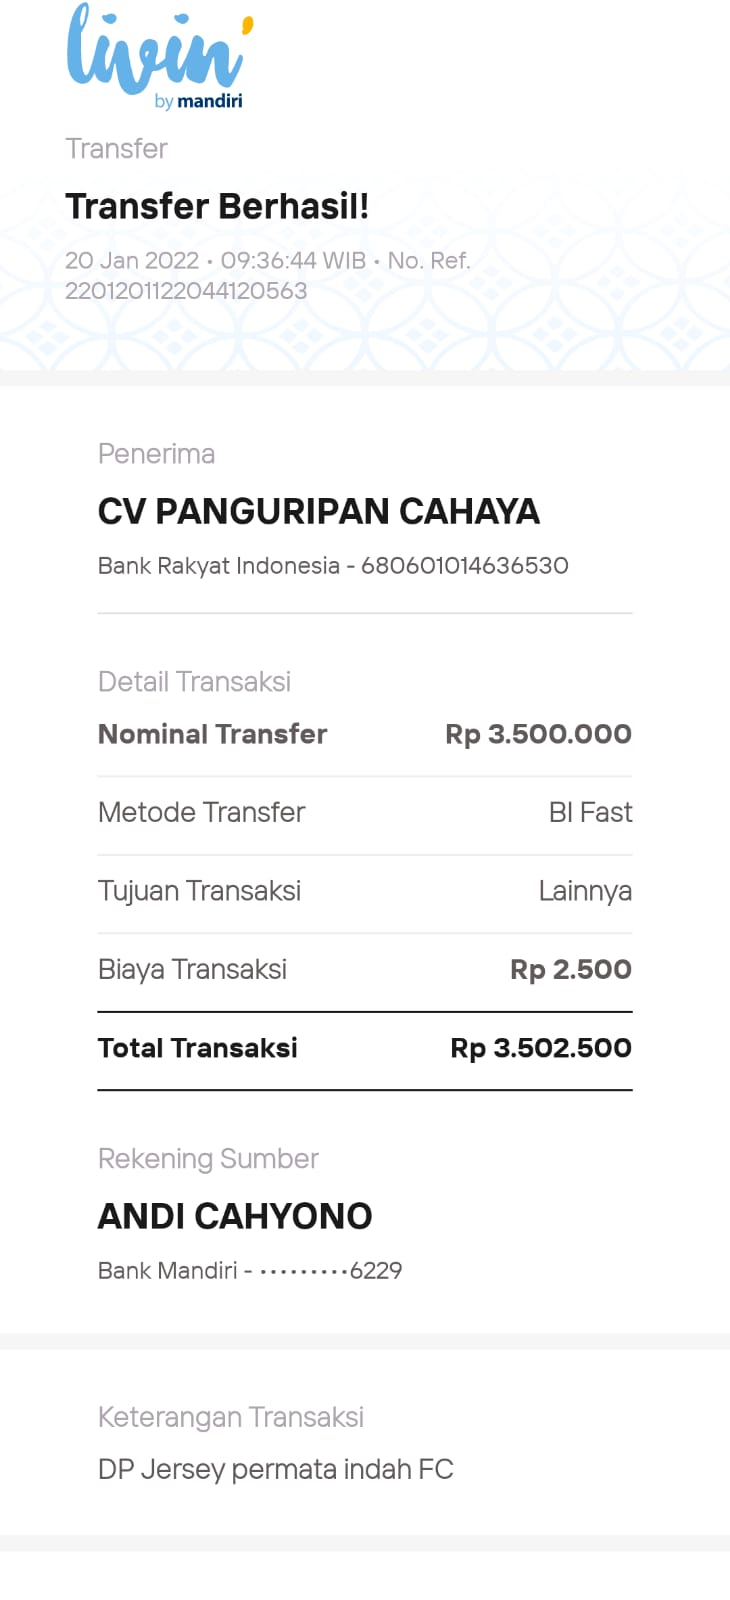 livin'
by mandiri
Transfer
Transfer Berhasil!
20 Jan 2022 • 09:36:44 WIB • No. Ref.
2201201122044120563
Penerima
CV PANGURIPAN CAHAYA
Bank Rakyat Indonesia - 680601014636530
Detail Transaksi
Nominal Transfer Rp 3.500.000
Metode Transfer BI Fast
Tujuan Transaksi Lainnya
Biaya Transaksi Rp 2.500
Total Transaksi Rp 3.502.500
Rekening Sumber
ANDI CAHYONO
Bank Mandiri - •••••••••6229
Keterangan Transaksi
DP Jersey permata indah FC